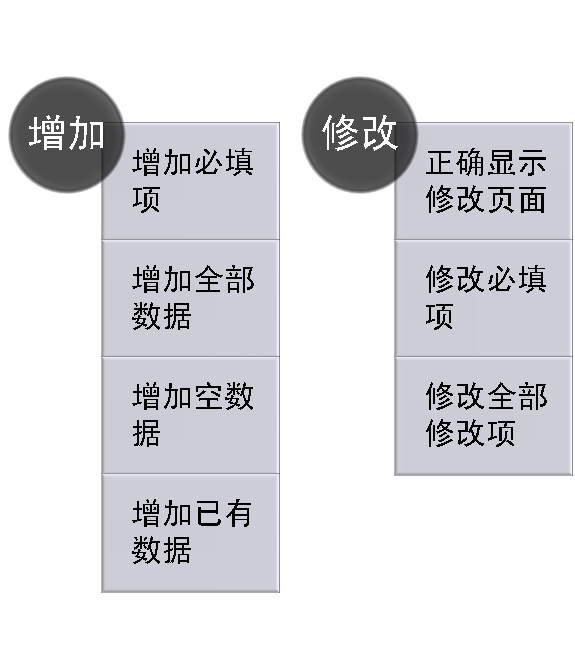 增加
增加必填
项
增加全部
数据
增加空数
据
增加已有
数据
修改
正确显示
修改页面
修改必填
项
修改全部
修改项